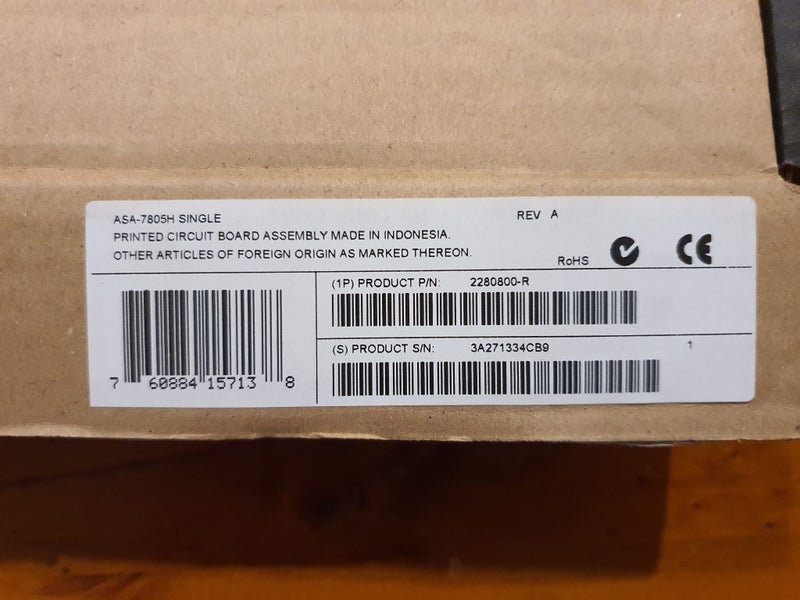 ASA-7805H SINGLE REV A
PRINTED CIRCUIT BOARD ASSEMBLY MADE IN INDONESIA.
OTHER ARTICLES OF FOREIGN ORIGIN AS MARKED THEREON.
RoHS CE
(1P) PRODUCT P/N: 2280800-R
(S) PRODUCT S/N: 3A271334CB9 1
7 60884 15713 8